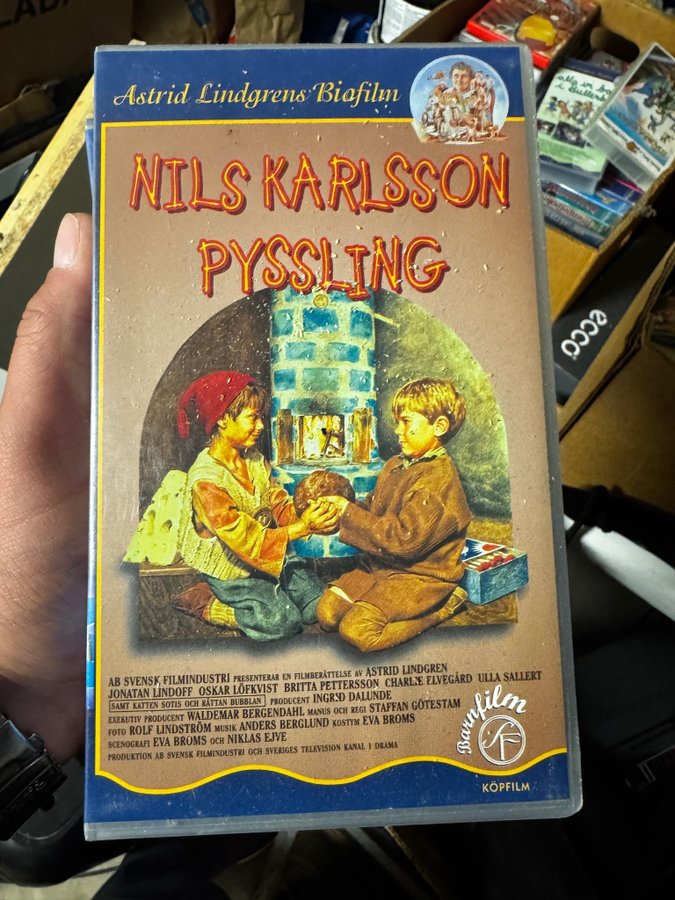 Astrid Lindgrens Biofilm
NILS KARLSSON
PYSSLING
AB SVENSK FILMINDUSTRI PRESENTERAR EN FILMBERÄTTELSE AV ASTRID LINDGREN
JONATAN LINDOFF OSKAR LÖFKVIST BRITTA PETTERSSON CHARLIE ELVEGÅRD ULLA SALLERT
SAMT KATTEN SOTIS OCH RÅTTAN BUBBLAN PRODUCENT INGRID DALUNDE
EXEKUTIV PRODUCENT WALDEMAR BERGENDAHL MANUS OCH REGI STAFFAN GÖTESTAM
FOTO ROLF LINDSTRÖM MUSIK ANDERS BERGLUND KOSTYM EVA BROMS
SCENOGRAFI EVA BROMS OCH NIKLAS EJVE
PRODUKTION AB SVENSK FILMINDUSTRI OCH SVERIGES TELEVISION KANAL 1 DRAMA
Barnfilm
SF
KÖPFILM
ecco